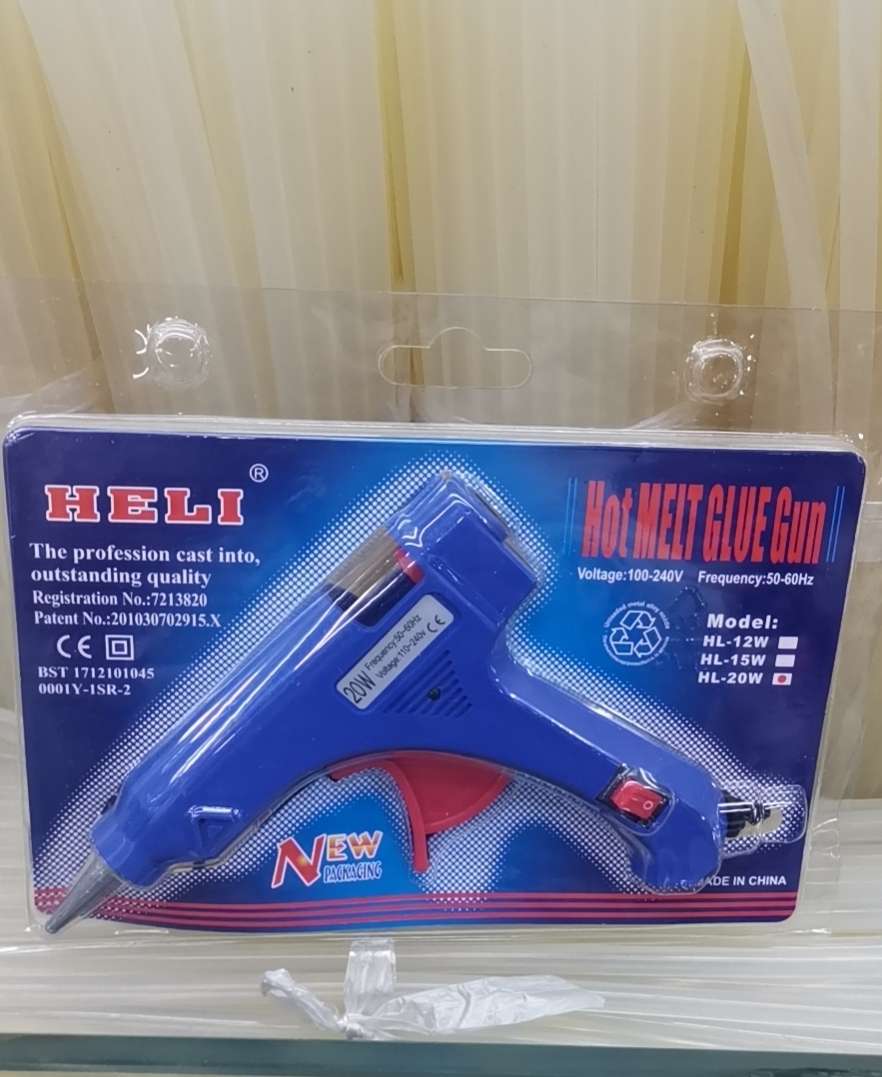 HELI ®
The profession cast into,
outstanding quality
Registration No.:7213820
Patent No.:201030702915.X
CE
BST 1712101045
0001Y-1SR-2
Hot MELT GLUE Gun
Voltage:100-240V Frequency:50-60Hz
Model:
HL-12W
HL-15W
HL-20W
20W Frequency:50-60Hz
Voltage:110-240v CE
NEW
PACKAGING
MADE IN CHINA